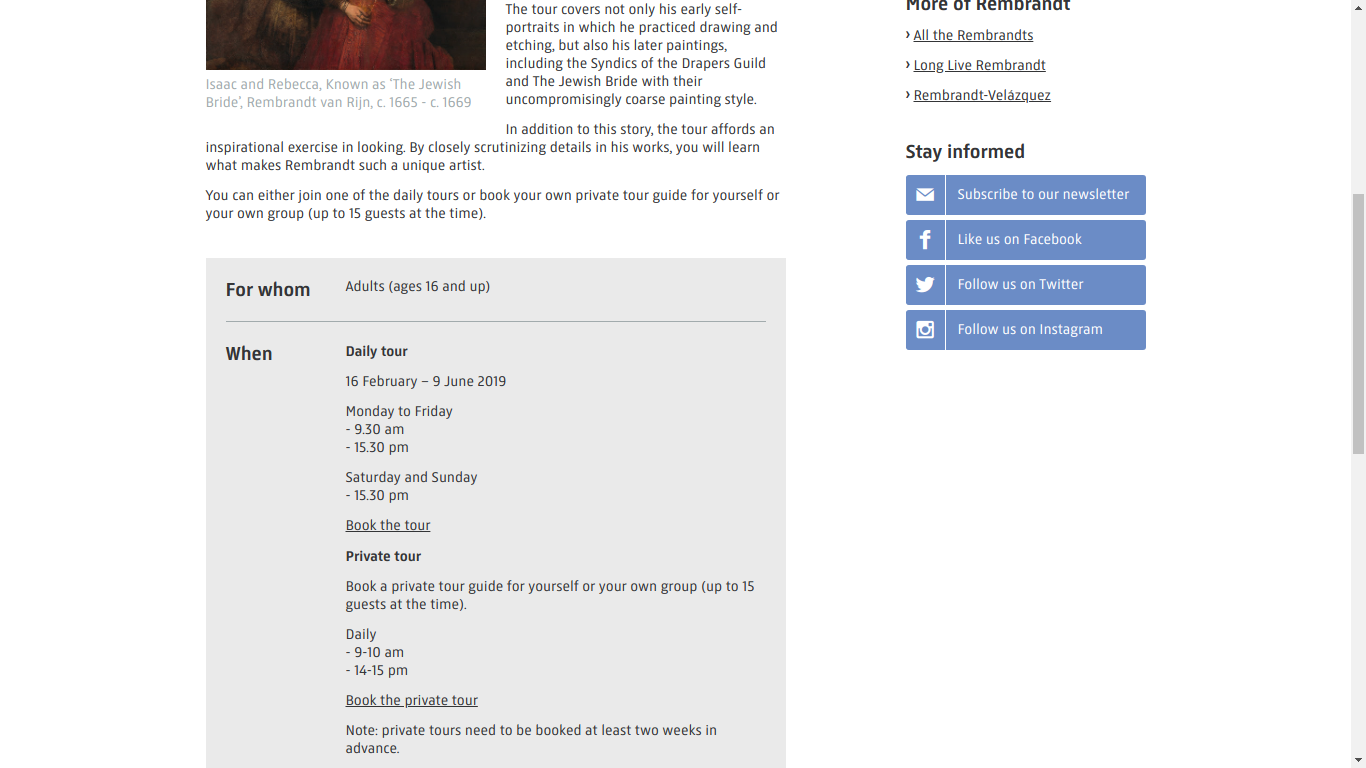 The tour covers not only his early self-
portraits in which he practiced drawing and
etching, but also his later paintings,
including the Syndics of the Drapers Guild
and The Jewish Bride with their
uncompromisingly coarse painting style.
Isaac and Rebecca, Known as ‘The Jewish
Bride’, Rembrandt van Rijn, c. 1665 - c. 1669
In addition to this story, the tour affords an
inspirational exercise in looking. By closely scrutinizing details in his works, you will learn
what makes Rembrandt such a unique artist.
You can either join one of the daily tours or book your own private tour guide for yourself or
your own group (up to 15 guests at the time).
For whom
Adults (ages 16 and up)
When
Daily tour
16 February – 9 June 2019
Monday to Friday
- 9.30 am
- 15.30 pm
Saturday and Sunday
- 15.30 pm
Book the tour
Private tour
Book a private tour guide for yourself or your own group (up to 15
guests at the time).
Daily
- 9-10 am
- 14-15 pm
Book the private tour
Note: private tours need to be booked at least two weeks in
advance.
More of Rembrandt
› All the Rembrandts
› Long Live Rembrandt
› Rembrandt-Velázquez
Stay informed
Subscribe to our newsletter
Like us on Facebook
Follow us on Twitter
Follow us on Instagram